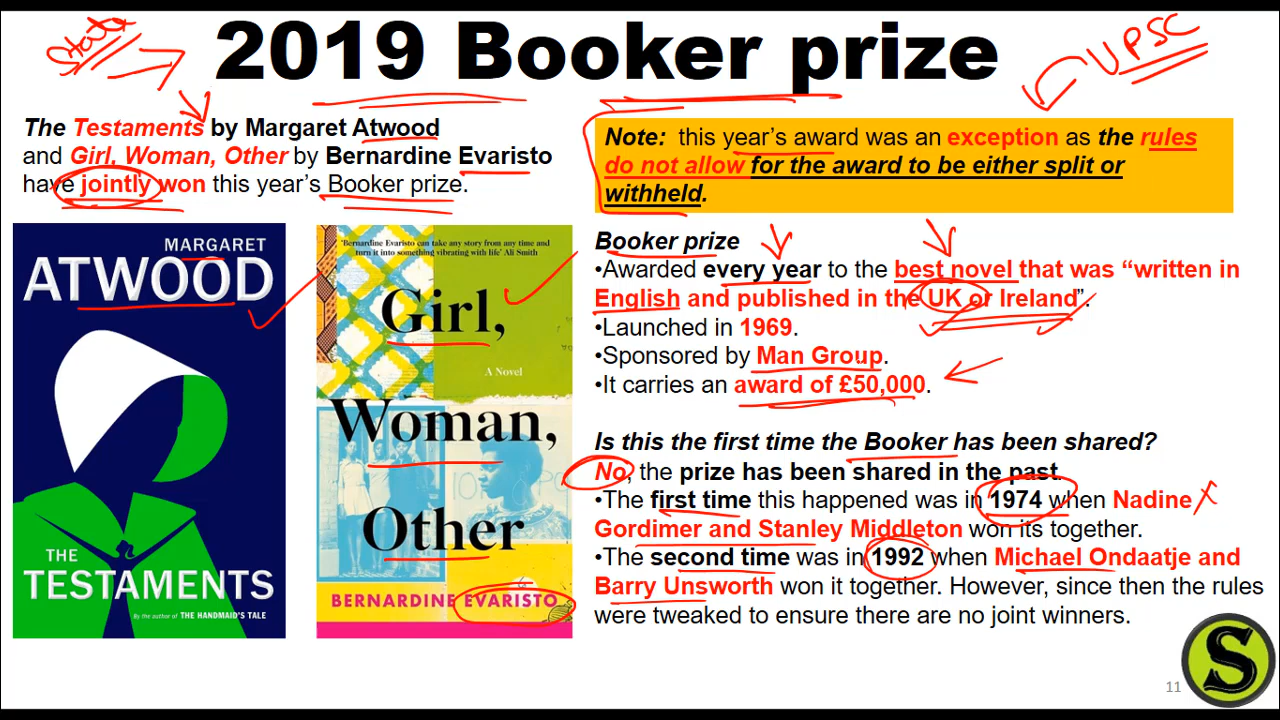 2019 Booker prize
State
UPSC
The Testaments by Margaret Atwood
and Girl, Woman, Other by Bernardine Evaristo
have jointly won this year's Booker prize.
Note: this year's award was an exception as the rules
do not allow for the award to be either split or
withheld.
MARGARET
ATWOOD
THE
TESTAMENTS
By the author of THE HANDMAID'S TALE
'Bernardine Evaristo can take any story from any time and
turn it into something vibrating with life' Ali Smith
Girl,
A Novel
Woman,
Other
BERNARDINE EVARISTO
Booker prize
•Awarded every year to the best novel that was “written in
English and published in the UK or Ireland”.
•Launched in 1969.
•Sponsored by Man Group.
•It carries an award of £50,000.
Is this the first time the Booker has been shared?
No, the prize has been shared in the past.
•The first time this happened was in 1974 when Nadine
Gordimer and Stanley Middleton won its together.
•The second time was in 1992 when Michael Ondaatje and
Barry Unsworth won it together. However, since then the rules
were tweaked to ensure there are no joint winners.
S
11